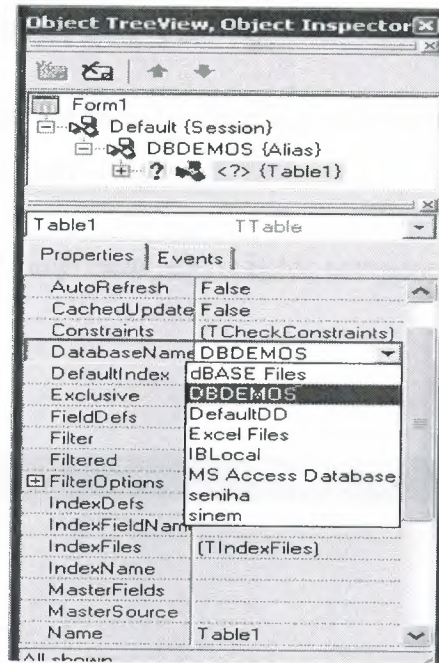 Object TreeView, Object Inspector
Form1
Default {Session}
DBDEMOS {Alias}
? <?> {Table1}
Table1 TTable
Properties Events
AutoRefresh False
CachedUpdate False
Constraints (TCheckConstraints)
DatabaseName DBDEMOS
DefaultIndex dBASE Files
Exclusive DBDEMOS
FieldDefs DefaultDD
Filter Excel Files
Filtered IBLocal
FilterOptions MS Access Database
IndexDefs seniha
IndexFieldNam sinem
IndexFiles (TIndexFiles)
IndexName
MasterFields
MasterSource
Name Table1
All shown